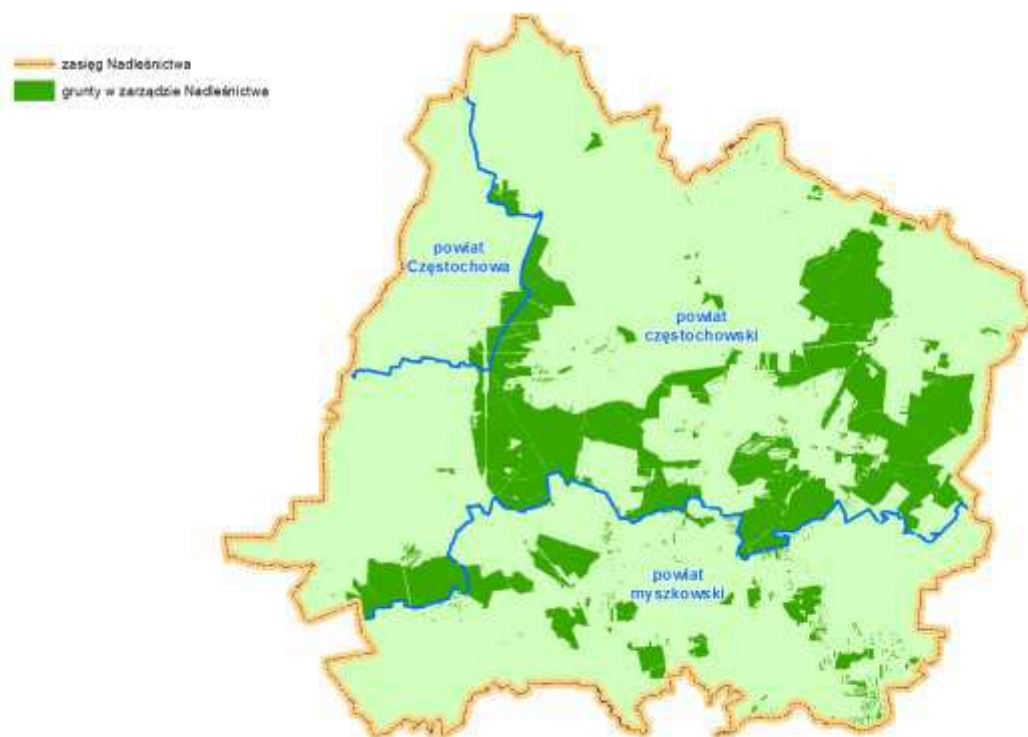 zasięg Nadleśnictwa
grunty w zarządzie Nadleśnictwa
powiat
Częstochowa
powiat
częstochowski
powiat
myszkowski